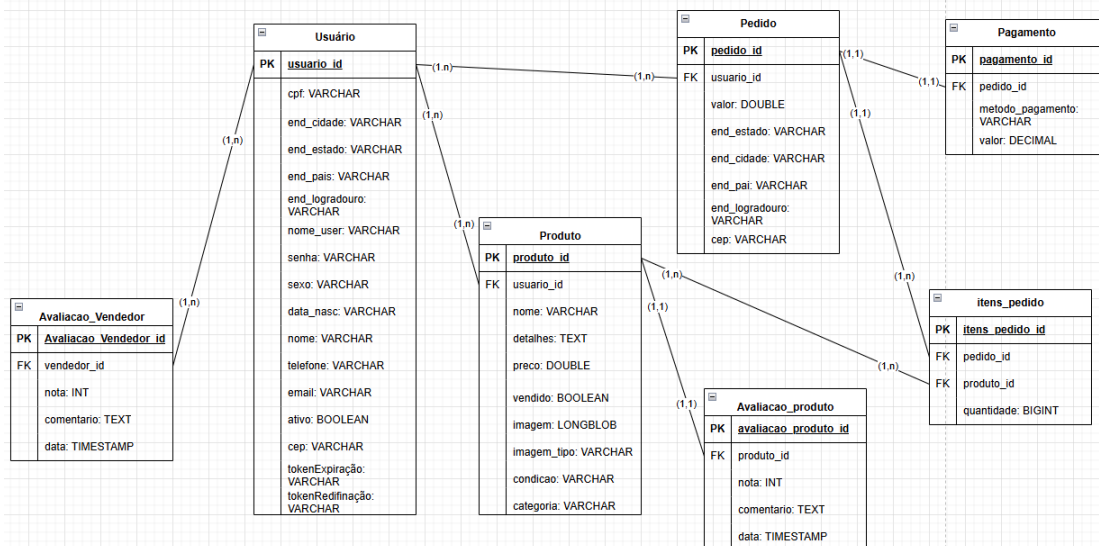 Usuário
PK usuario_id
cpf: VARCHAR
end_cidade: VARCHAR
end_estado: VARCHAR
end_pais: VARCHAR
end_logradouro:
VARCHAR
nome_user: VARCHAR
senha: VARCHAR
sexo: VARCHAR
data_nasc: VARCHAR
nome: VARCHAR
telefone: VARCHAR
email: VARCHAR
ativo: BOOLEAN
cep: VARCHAR
tokenExpiração:
VARCHAR
tokenRedifinação:
VARCHAR
Pedido
PK pedido_id
FK usuario_id
valor: DOUBLE
end_estado: VARCHAR
end_cidade: VARCHAR
end_pai: VARCHAR
end_logradouro:
VARCHAR
cep: VARCHAR
Pagamento
PK pagamento_id
FK pedido_id
metodo_pagamento:
VARCHAR
valor: DECIMAL
Produto
PK produto_id
FK usuario_id
nome: VARCHAR
detalhes: TEXT
preco: DOUBLE
vendido: BOOLEAN
imagem: LONGBLOB
imagem_tipo: VARCHAR
condicao: VARCHAR
categoria: VARCHAR
Avaliacao_Vendedor
PK Avaliacao_Vendedor_id
FK vendedor_id
nota: INT
comentario: TEXT
data: TIMESTAMP
itens_pedido
PK itens_pedido_id
FK pedido_id
FK produto_id
quantidade: BIGINT
Avaliacao_produto
PK avaliacao_produto_id
FK produto_id
nota: INT
comentario: TEXT
data: TIMESTAMP
(1,n)
(1,n)
(1,n)
(1,n)
(1,n)
(1,n)
(1,1)
(1,1)
(1,1)
(1,n)
(1,n)
(1,n)
(1,1)
(1,1)